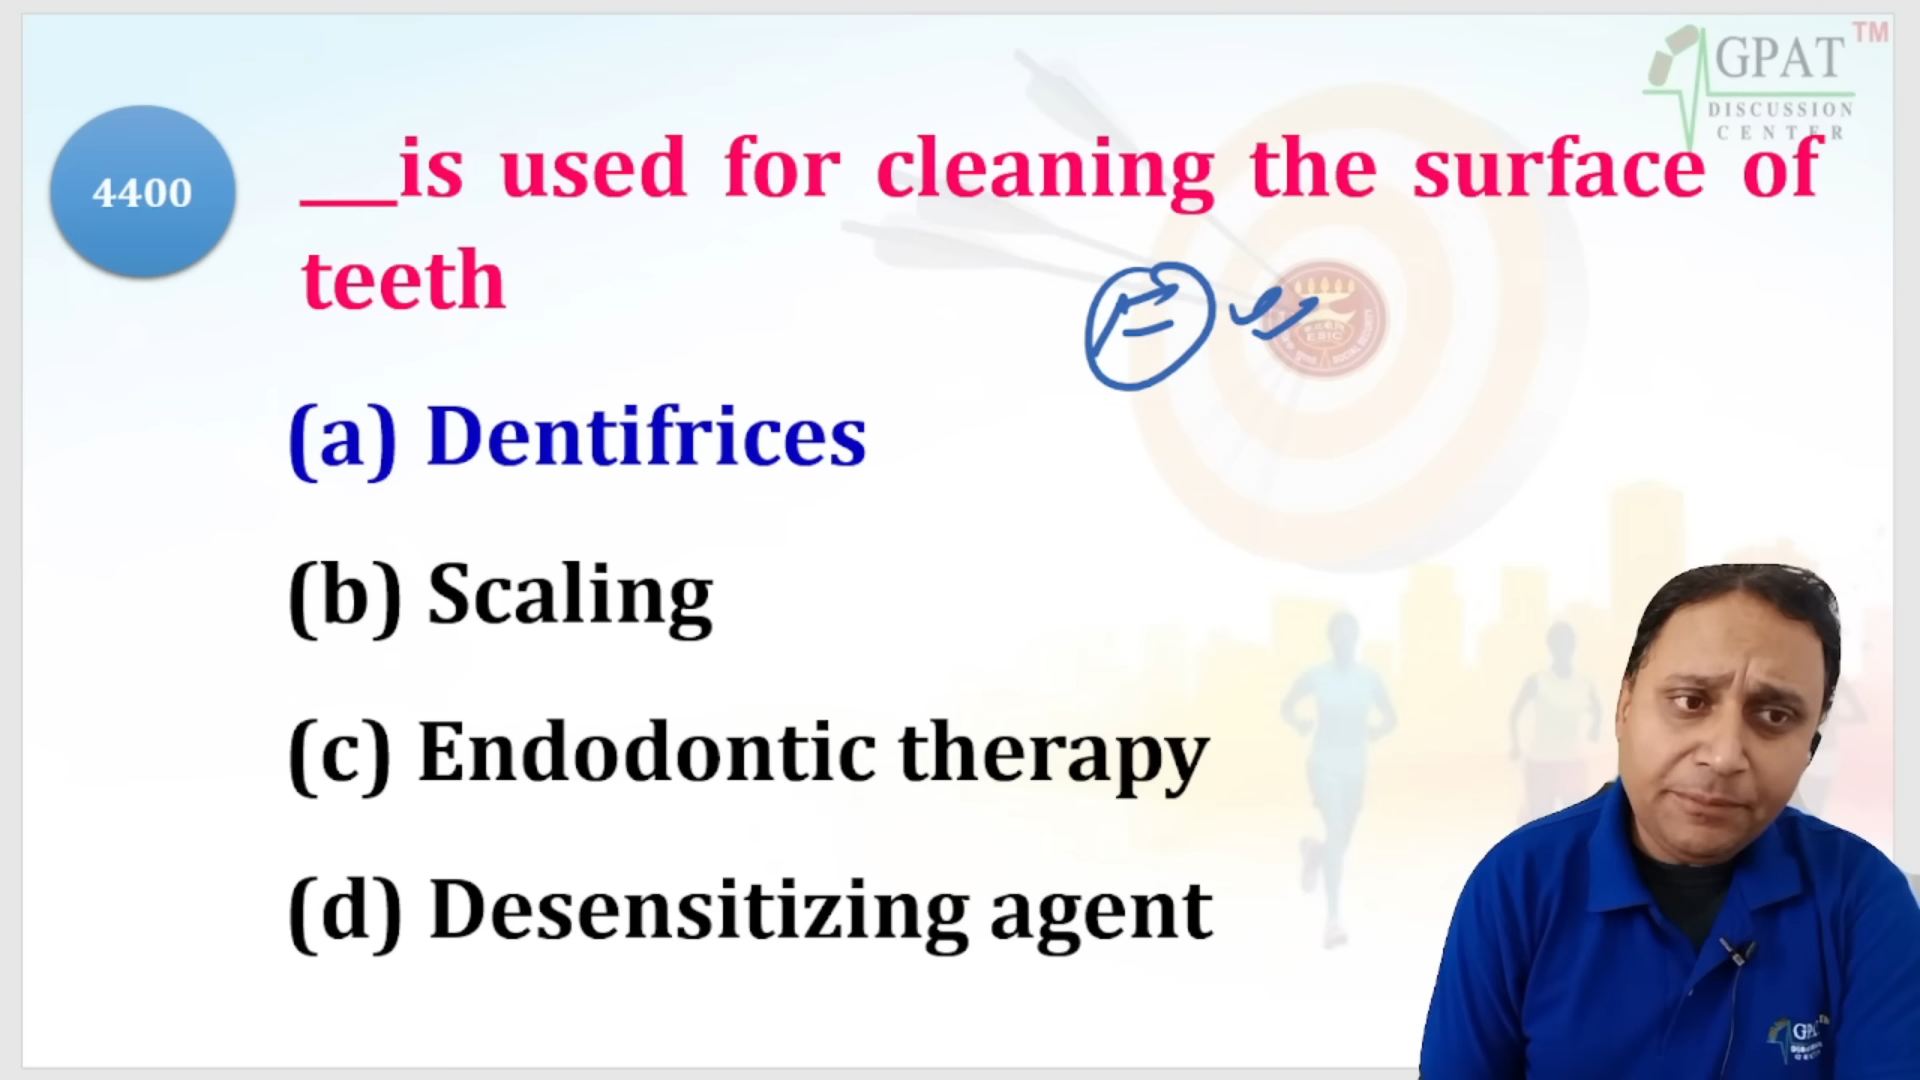 GPAT TM
DISCUSSION
CENTER
4400
___is used for cleaning the surface of
teeth
ESIC
(a) Dentifrices
(b) Scaling
(c) Endodontic therapy
(d) Desensitizing agent